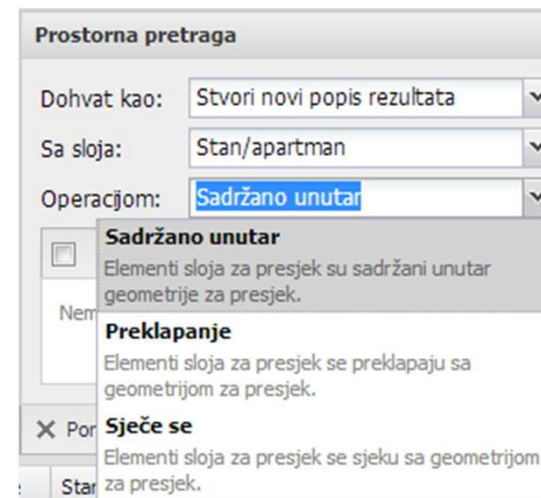 Prostorna pretraga
Dohvat kao: Stvori novi popis rezultata
Sa sloja: Stan/apartman
Operacijom: Sadržano unutar
Sadržano unutar
Elementi sloja za presjek su sadržani unutar
geometrije za presjek.
Preklapanje
Elementi sloja za presjek se preklapaju sa
geometrijom za presjek.
Sječe se
Elementi sloja za presjek se sijeku sa geometrijom
za presjek.